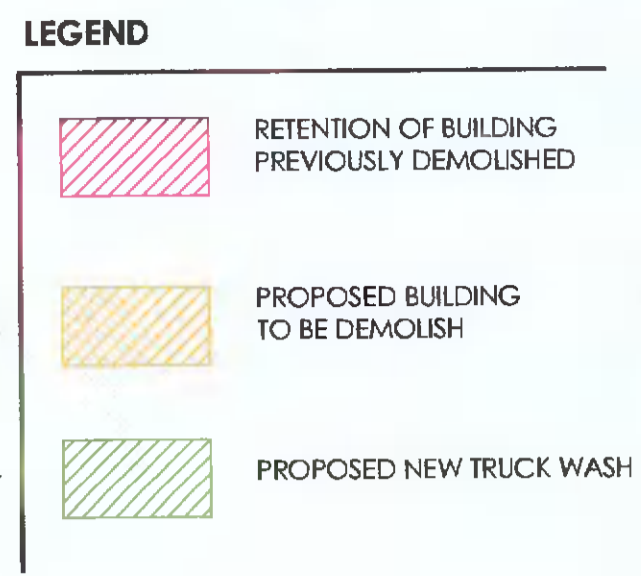 LEGEND
RETENTION OF BUILDING
PREVIOUSLY DEMOLISHED
PROPOSED BUILDING
TO BE DEMOLISH
PROPOSED NEW TRUCK WASH